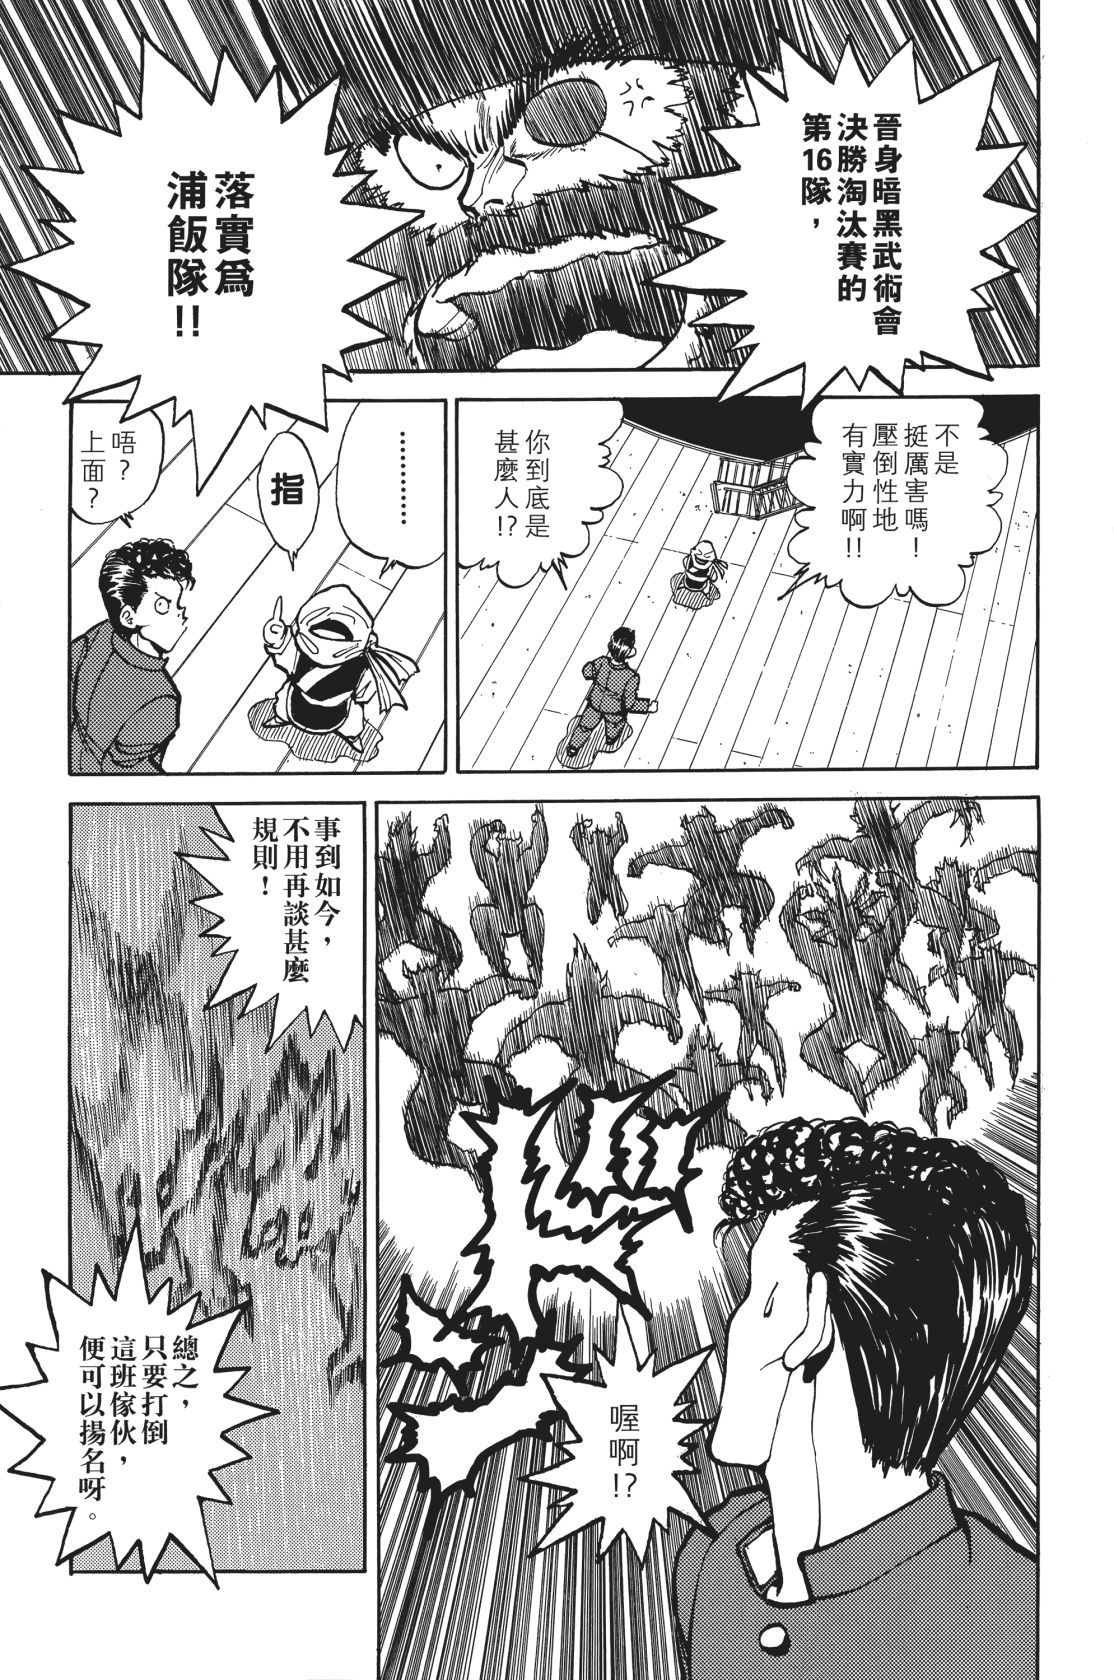 晉身暗黑武術會
決勝淘汰賽的
第16隊，
落實爲
浦飯隊!!
不是
挺厲害嗎！
壓倒性地
有實力啊!!
你到底是
甚麼人!?
…………
指
唔？
上面？
喔啊!?
事到如今，
不用再談甚麼
規則！
總之，
只要打倒
這班傢伙，
便可以揚名呀。